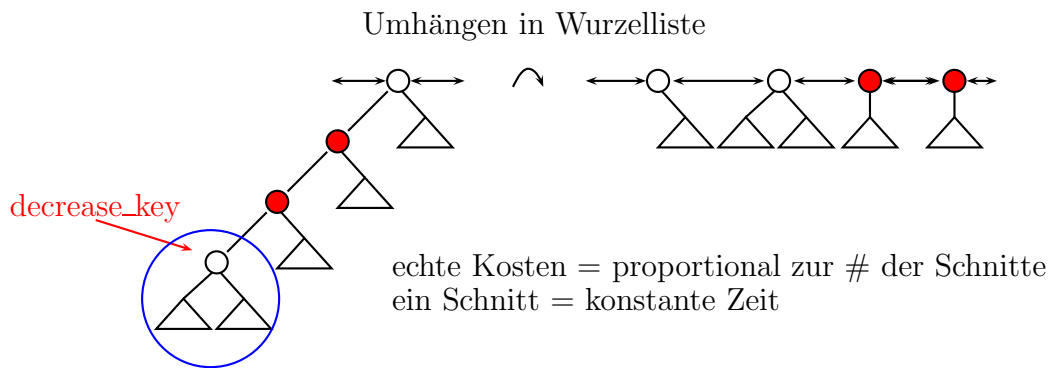 Umhängen in Wurzelliste
decrease_key
echte Kosten = proportional zur # der Schnitte
ein Schnitt = konstante Zeit